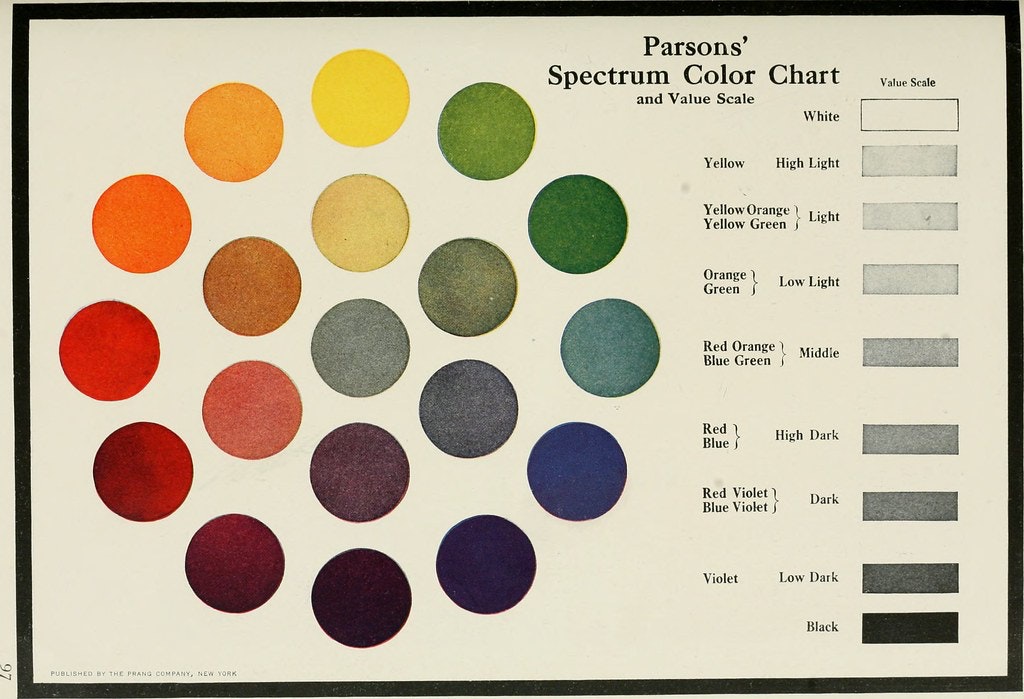 Parsons'
Spectrum Color Chart
and Value Scale
Value Scale
White
Yellow High Light
Yellow Orange
Yellow Green } Light
Orange
Green } Low Light
Red Orange
Blue Green } Middle
Red
Blue } High Dark
Red Violet
Blue Violet } Dark
Violet Low Dark
Black
PUBLISHED BY THE PRANG COMPANY, NEW YORK
97